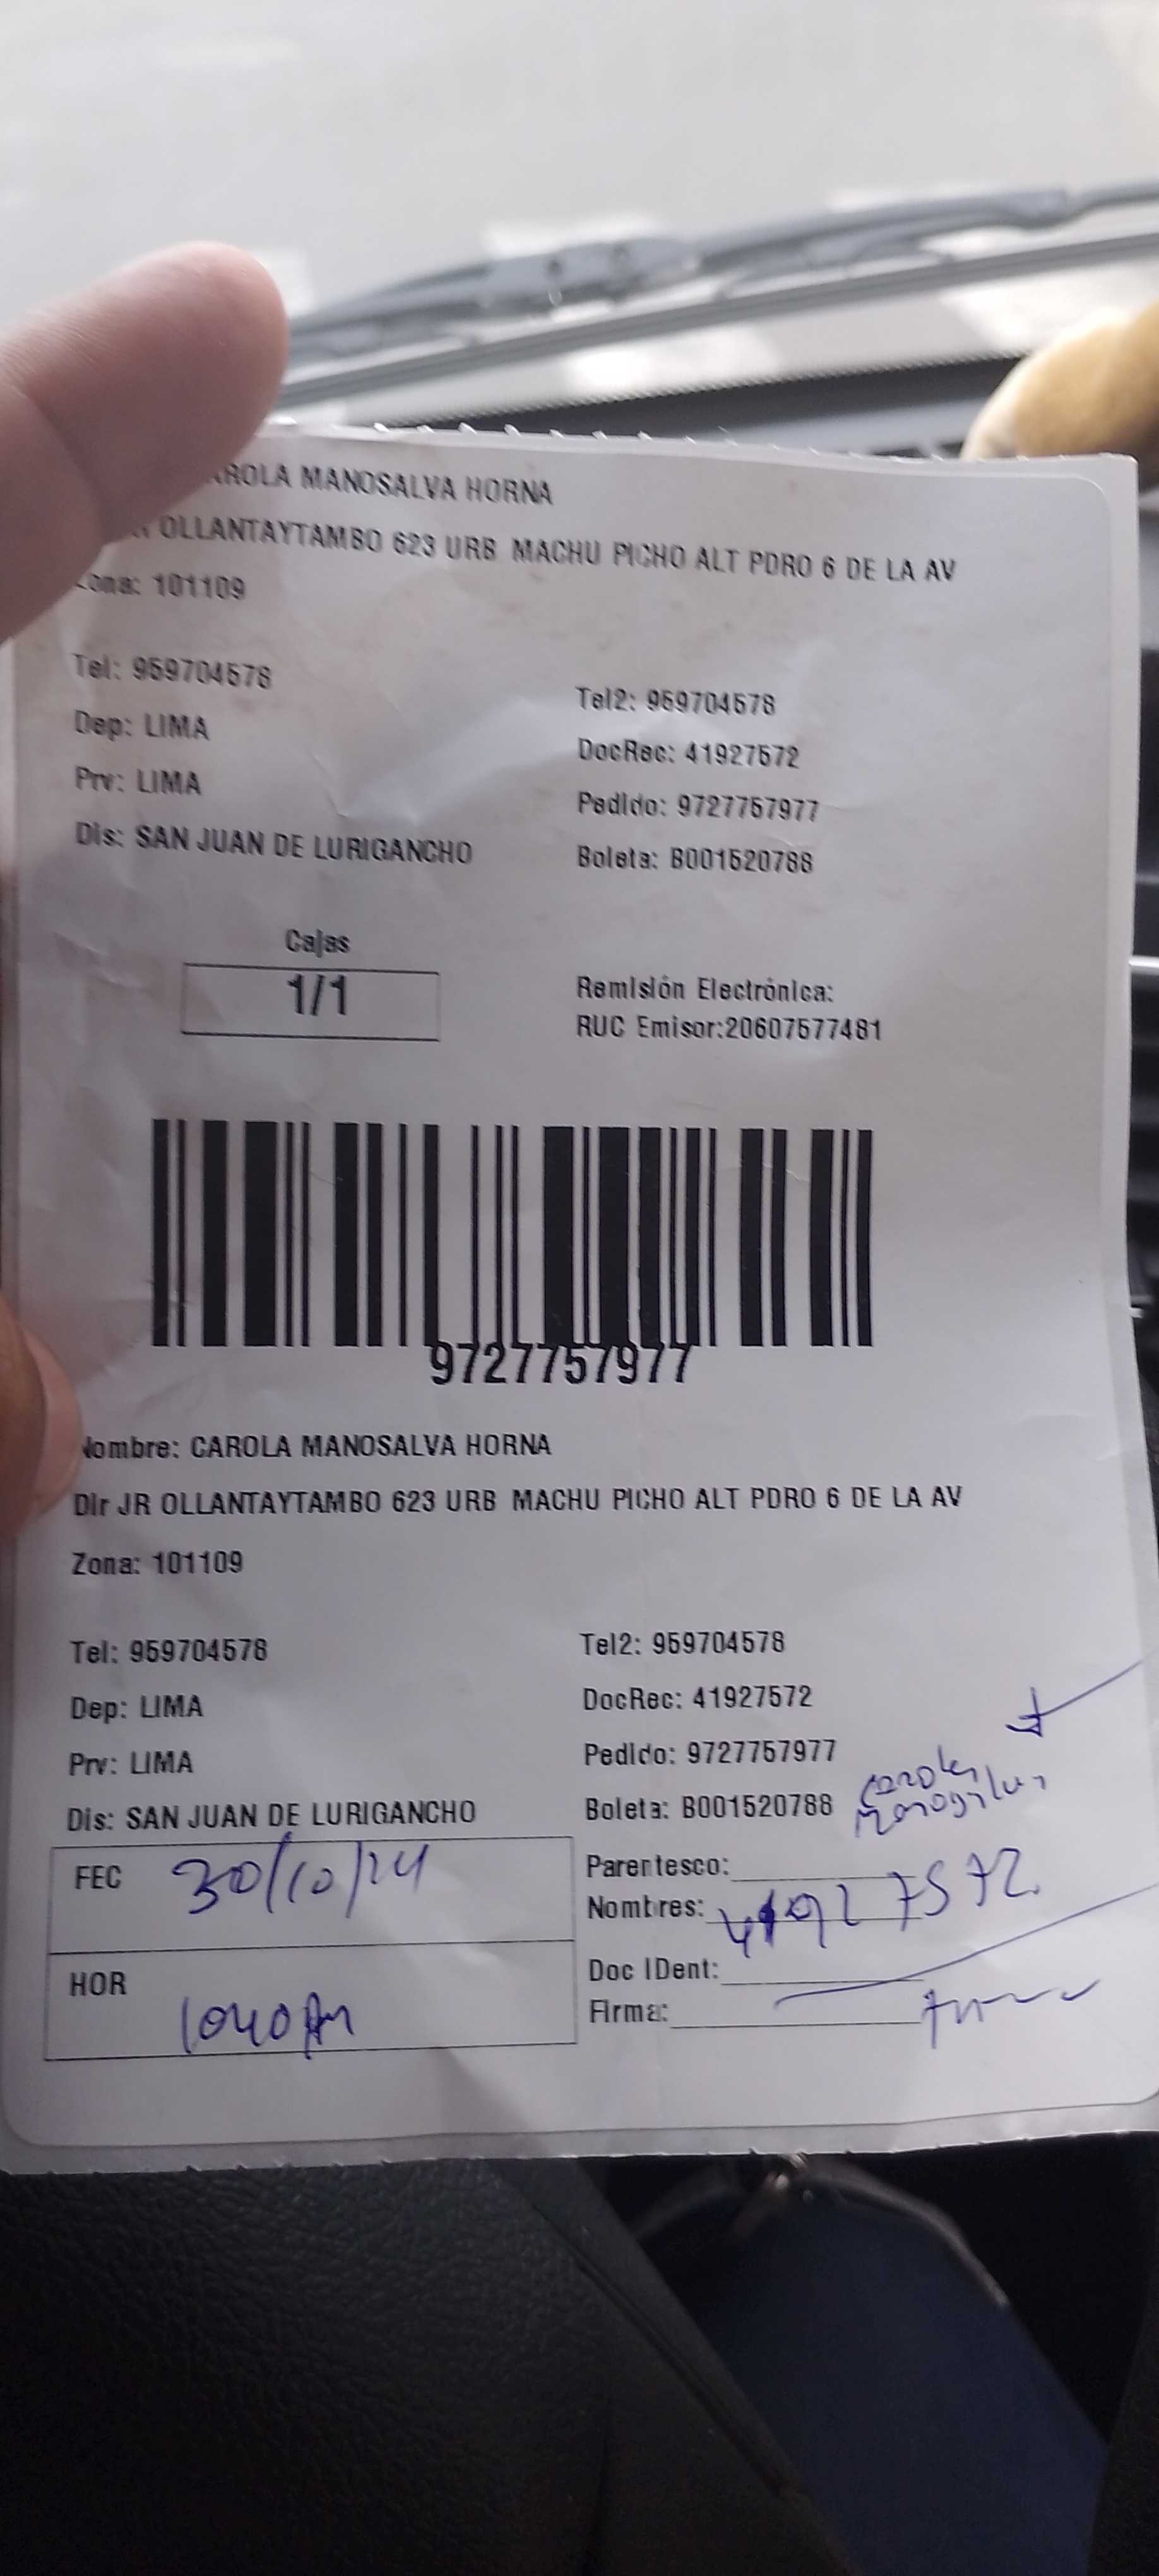 CAROLA MANOSALVA HORNA
OLLANTAYTAMBO 623 URB MACHU PICHO ALT PDRO 6 DE LA AV
Zona: 101109
Tel: 959704578
Tel2: 959704578
Dep: LIMA
DocRec: 41927572
Prv: LIMA
Pedido: 9727757977
Dis: SAN JUAN DE LURIGANCHO
Boleta: B001520788
Cajas
1/1
Remisión Electrónica:
RUC Emisor:20607577481
9727757977
Nombre: CAROLA MANOSALVA HORNA
Dir JR OLLANTAYTAMBO 623 URB MACHU PICHO ALT PDRO 6 DE LA AV
Zona: 101109
Tel: 959704578
Tel2: 959704578
Dep: LIMA
DocRec: 41927572
Prv: LIMA
Pedido: 9727757977
Dis: SAN JUAN DE LURIGANCHO
Boleta: B001520788
FEC 30/10/24
Parentesco:
Nombres: 41927572
HOR 1040Am
Doc IDent:
Firma: